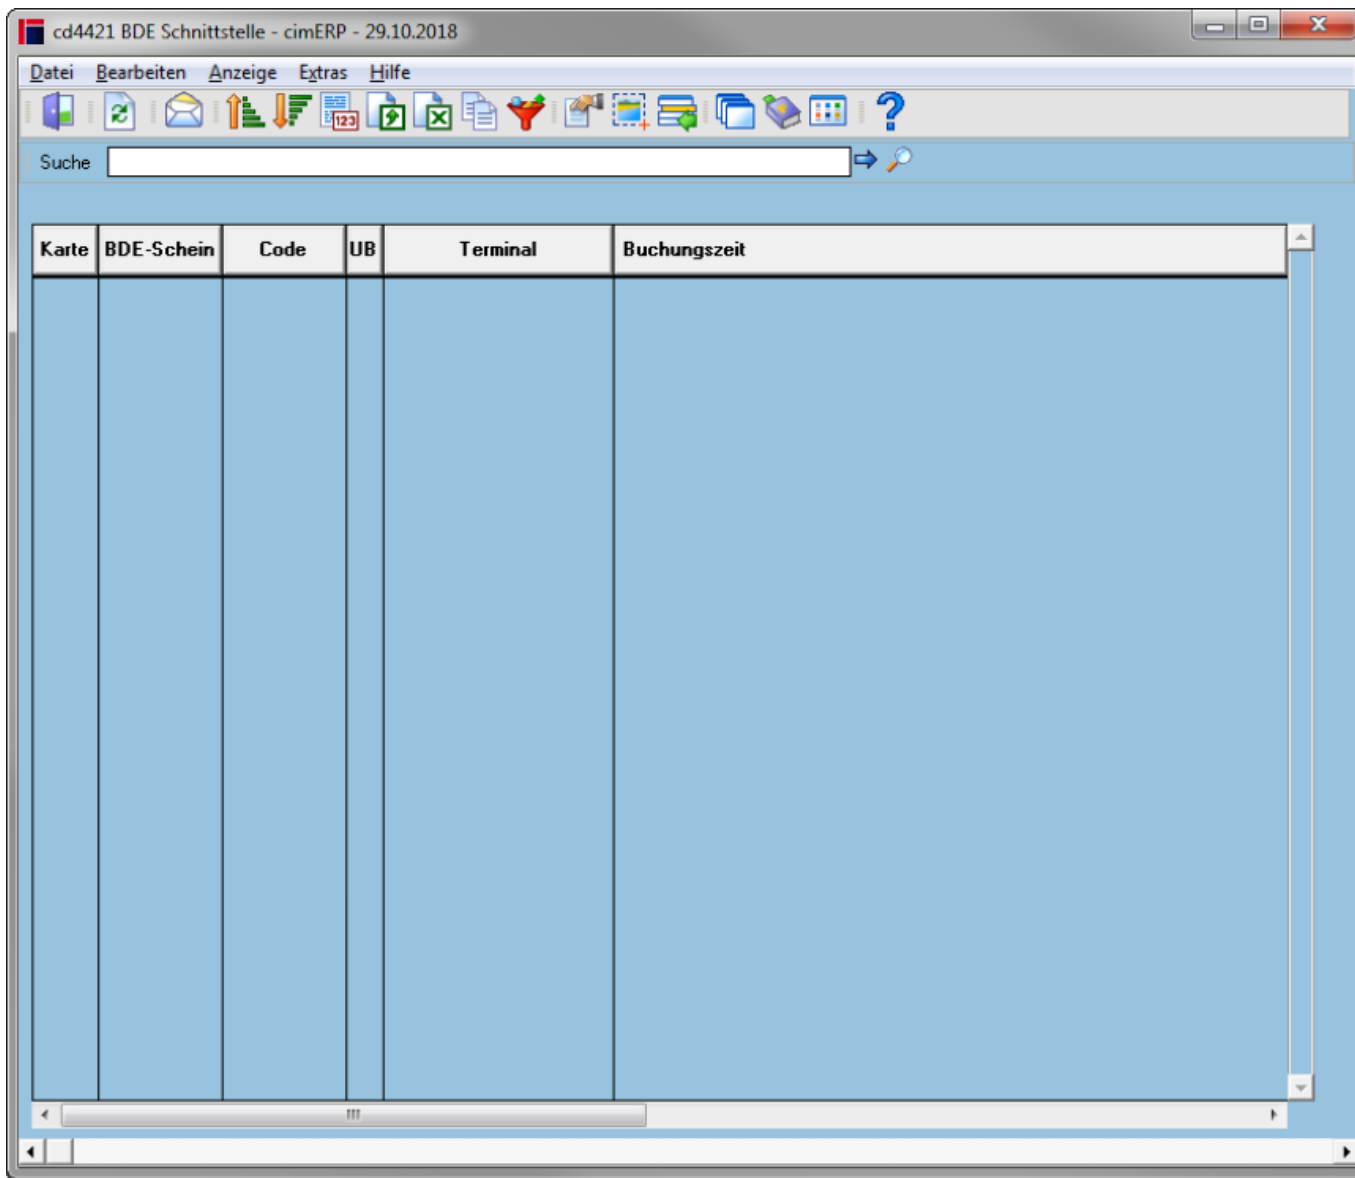 cd4421 BDE Schnittstelle - cimERP - 29.10.2018
Datei Bearbeiten Anzeige Extras Hilfe
123
Suche
Karte BDE-Schein Code UB Terminal Buchungszeit